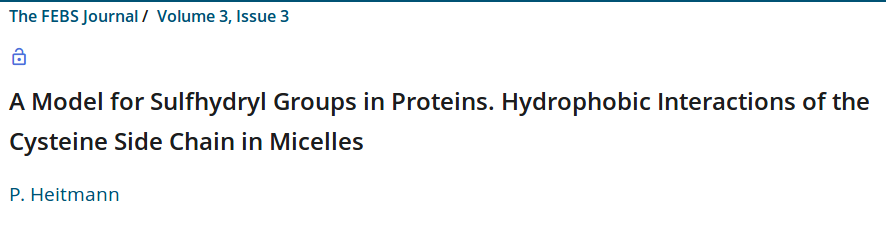 The FEBS Journal / Volume 3, Issue 3
A Model for Sulfhydryl Groups in Proteins. Hydrophobic Interactions of the
Cysteine Side Chain in Micelles
P. Heitmann